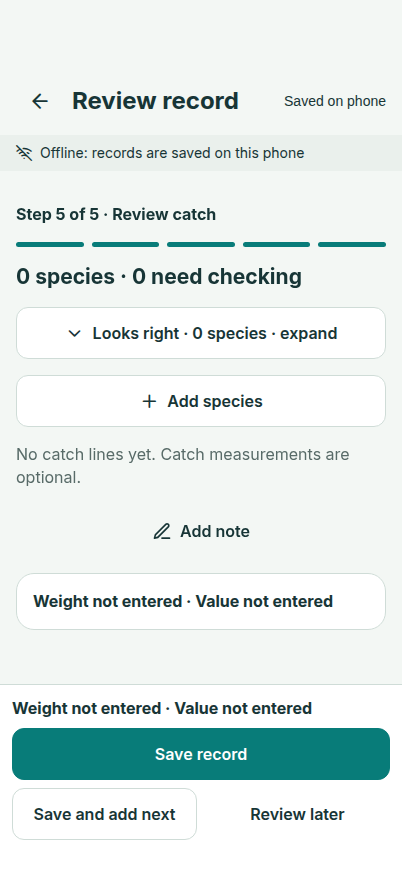 Review record
Saved on phone
Offline: records are saved on this phone
Step 5 of 5 · Review catch
0 species · 0 need checking
Looks right · 0 species · expand
Add species
No catch lines yet. Catch measurements are
optional.
Add note
Weight not entered · Value not entered
Weight not entered · Value not entered
Save record
Save and add next
Review later